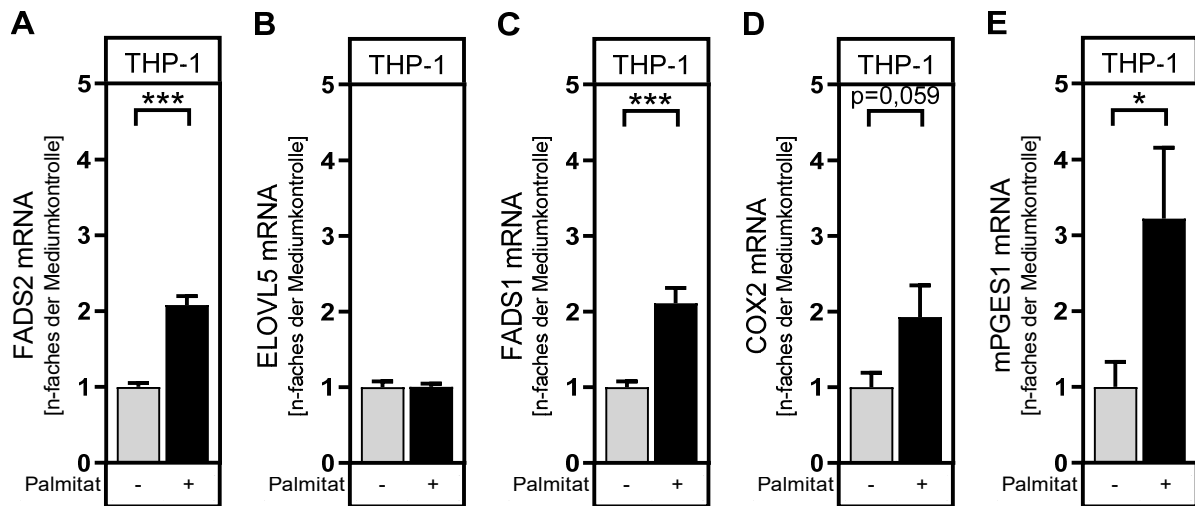 A
THP-1
***
5
4
3
2
1
0
FADS2 mRNA
[n-faches der Mediumkontrolle]
Palmitat - +
B
THP-1
5
4
3
2
1
0
ELOVL5 mRNA
[n-faches der Mediumkontrolle]
Palmitat - +
C
THP-1
***
5
4
3
2
1
0
FADS1 mRNA
[n-faches der Mediumkontrolle]
Palmitat - +
D
THP-1
p=0,059
5
4
3
2
1
0
COX2 mRNA
[n-faches der Mediumkontrolle]
Palmitat - +
E
THP-1
*
5
4
3
2
1
0
mPGES1 mRNA
[n-faches der Mediumkontrolle]
Palmitat - +